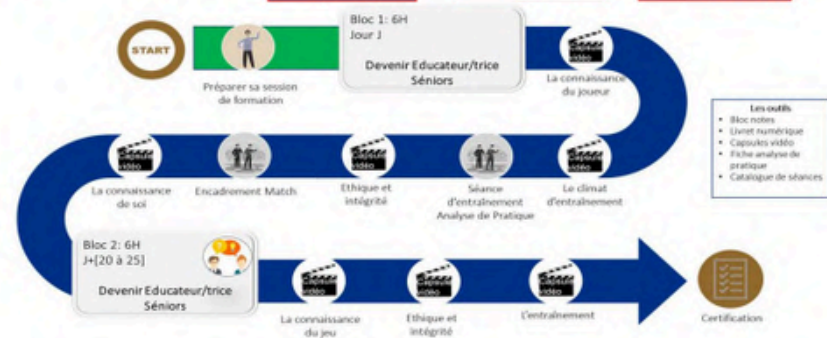 START
Préparer sa session
de formation
Bloc 1: 6H
Jour J
Devenir Educateur/trice
Séniors
Capsule
vidéo
La connaissance
du joueur
Les outils
• Bloc notes
• Livret numérique
• Capsules vidéo
• Fiche analyse de
pratique
• Catalogue de séances
Capsule
vidéo
La connaissance
de soi
Encadrement Match
Capsule
vidéo
Ethique et
intégrité
Séance
d'entraînement
Analyse de Pratique
Capsule
vidéo
Le climat
d'entraînement
Bloc 2: 6H
J+[20 à 25]
Devenir Educateur/trice
Séniors
Capsule
vidéo
La connaissance
du jeu
Capsule
vidéo
Ethique et
intégrité
Capsule
vidéo
L'entraînement
Certification